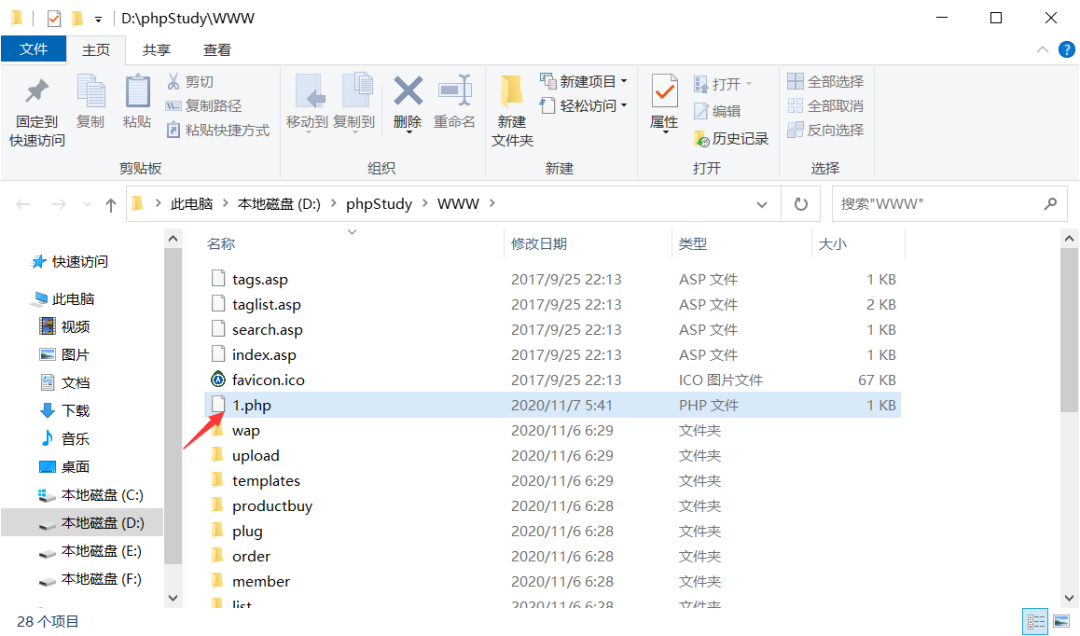 D:\phpStudy\WWW
文件 主页 共享 查看
固定到快速访问 复制 粘贴 剪切 复制路径 粘贴快捷方式
剪贴板
移动到 复制到 删除 重命名
组织
新建文件夹 新建项目 轻松访问
新建
属性 打开 编辑 历史记录
打开
全部选择 全部取消 反向选择
选择
此电脑 本地磁盘 (D:) phpStudy WWW
搜索"WWW"
快速访问
此电脑
视频
图片
文档
下载
音乐
桌面
本地磁盘 (C:)
本地磁盘 (D:)
本地磁盘 (E:)
本地磁盘 (F:)
名称 修改日期 类型 大小
tags.asp 2017/9/25 22:13 ASP 文件 1 KB
taglist.asp 2017/9/25 22:13 ASP 文件 2 KB
search.asp 2017/9/25 22:13 ASP 文件 1 KB
index.asp 2017/9/25 22:13 ASP 文件 1 KB
favicon.ico 2017/9/25 22:13 ICO 图片文件 67 KB
1.php 2020/11/7 5:41 PHP 文件 1 KB
wap 2020/11/6 6:29 文件夹
upload 2020/11/6 6:29 文件夹
templates 2020/11/6 6:29 文件夹
productbuy 2020/11/6 6:28 文件夹
plug 2020/11/6 6:28 文件夹
order 2020/11/6 6:28 文件夹
member 2020/11/6 6:28 文件夹
list 2020/11/6 6:28 文件夹
28 个项目